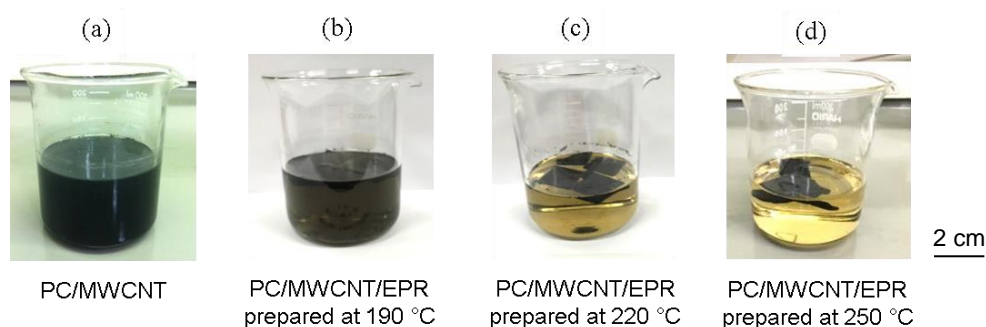 (a)
(b)
(c)
(d)
2 cm
PC/MWCNT
PC/MWCNT/EPR
prepared at 190 °C
PC/MWCNT/EPR
prepared at 220 °C
PC/MWCNT/EPR
prepared at 250 °C